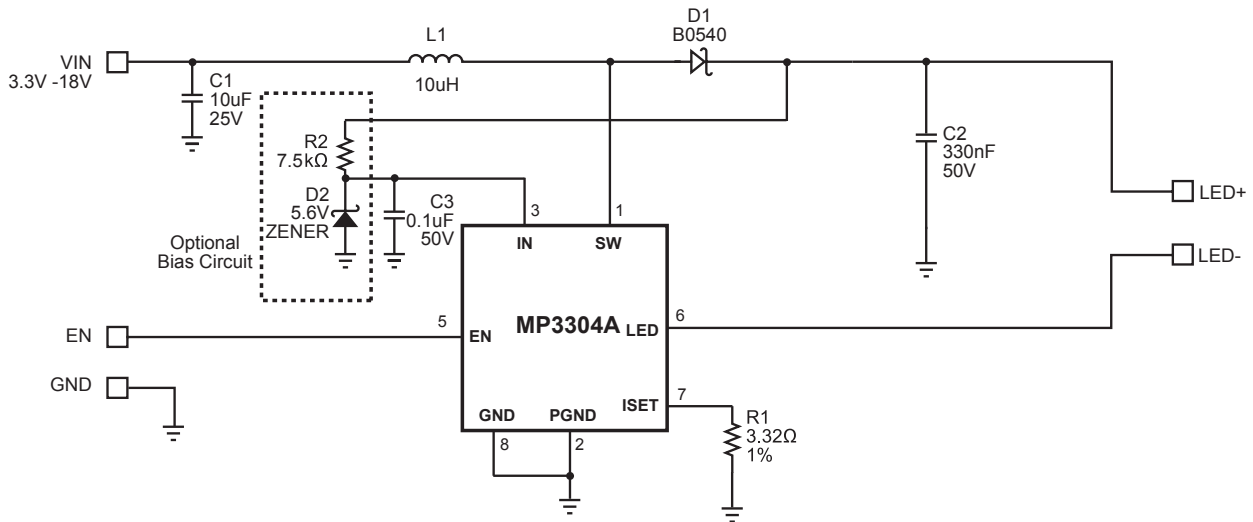 D1
B0540
L1
VIN
3.3V -18V
C1
10uF
25V
10uH
R2
7.5kΩ
C2
330nF
50V
D2
5.6V
ZENER
C3
0.1uF
50V
3
1
LED+
IN
SW
Optional
Bias Circuit
LED-
5
6
MP3304A
EN
EN
LED
GND
7
ISET
GND
PGND
R1
3.32Ω
1%
8
2